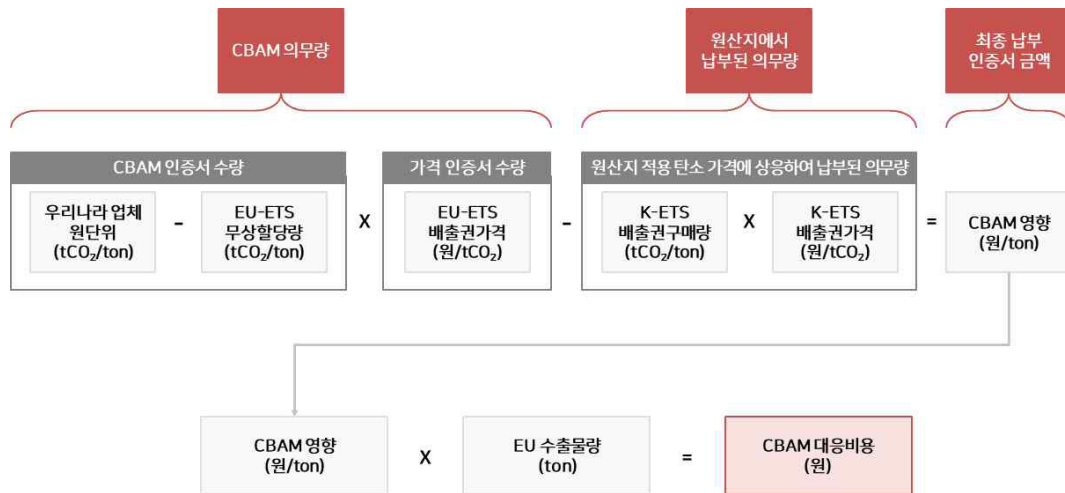 CBAM 의무량
원산지에서
납부된 의무량
최종 납부
인증서 금액
CBAM 인증서 수량
가격 인증서 수량
원산지 적용 탄소 가격에 상응하여 납부된 의무량
우리나라 업체
원단위
(tCO₂/ton)
–
EU-ETS
무상할당량
(tCO₂/ton)
X
EU-ETS
배출권가격
(원/tCO₂)
–
K-ETS
배출권구매량
(tCO₂/ton)
X
K-ETS
배출권가격
(원/tCO₂)
=
CBAM 영향
(원/ton)
CBAM 영향
(원/ton)
X
EU 수출물량
(ton)
=
CBAM 대응비용
(원)